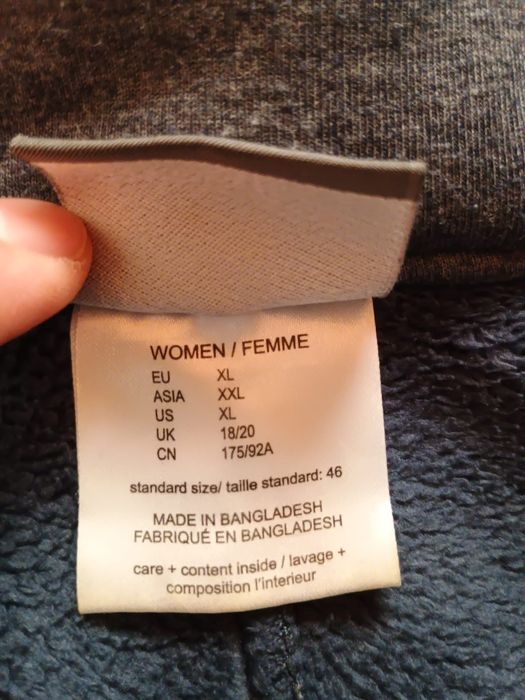 WOMEN / FEMME
EU XL
ASIA XXL
US XL
UK 18/20
CN 175/92A
standard size/ taille standard: 46
MADE IN BANGLADESH
FABRIQUÉ EN BANGLADESH
care + content inside / lavage +
composition l'interieur